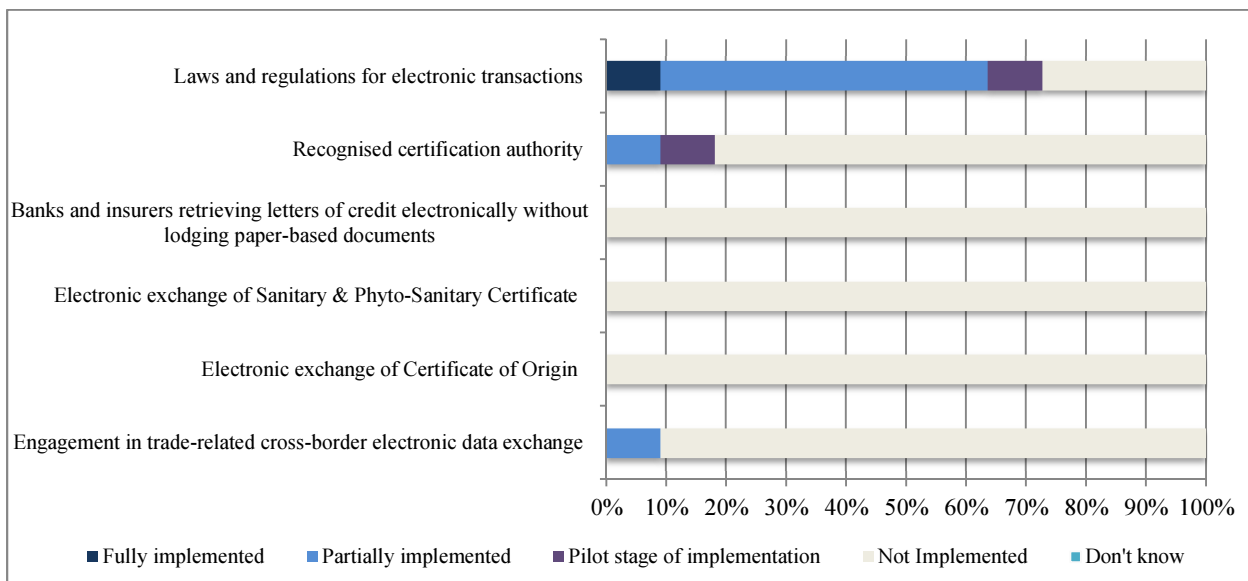 Laws and regulations for electronic transactions
Recognised certification authority
Banks and insurers retrieving letters of credit electronically without
lodging paper-based documents
Electronic exchange of Sanitary & Phyto-Sanitary Certificate
Electronic exchange of Certificate of Origin
Engagement in trade-related cross-border electronic data exchange
0% 10% 20% 30% 40% 50% 60% 70% 80% 90% 100%
Fully implemented Partially implemented Pilot stage of implementation Not Implemented Don't know